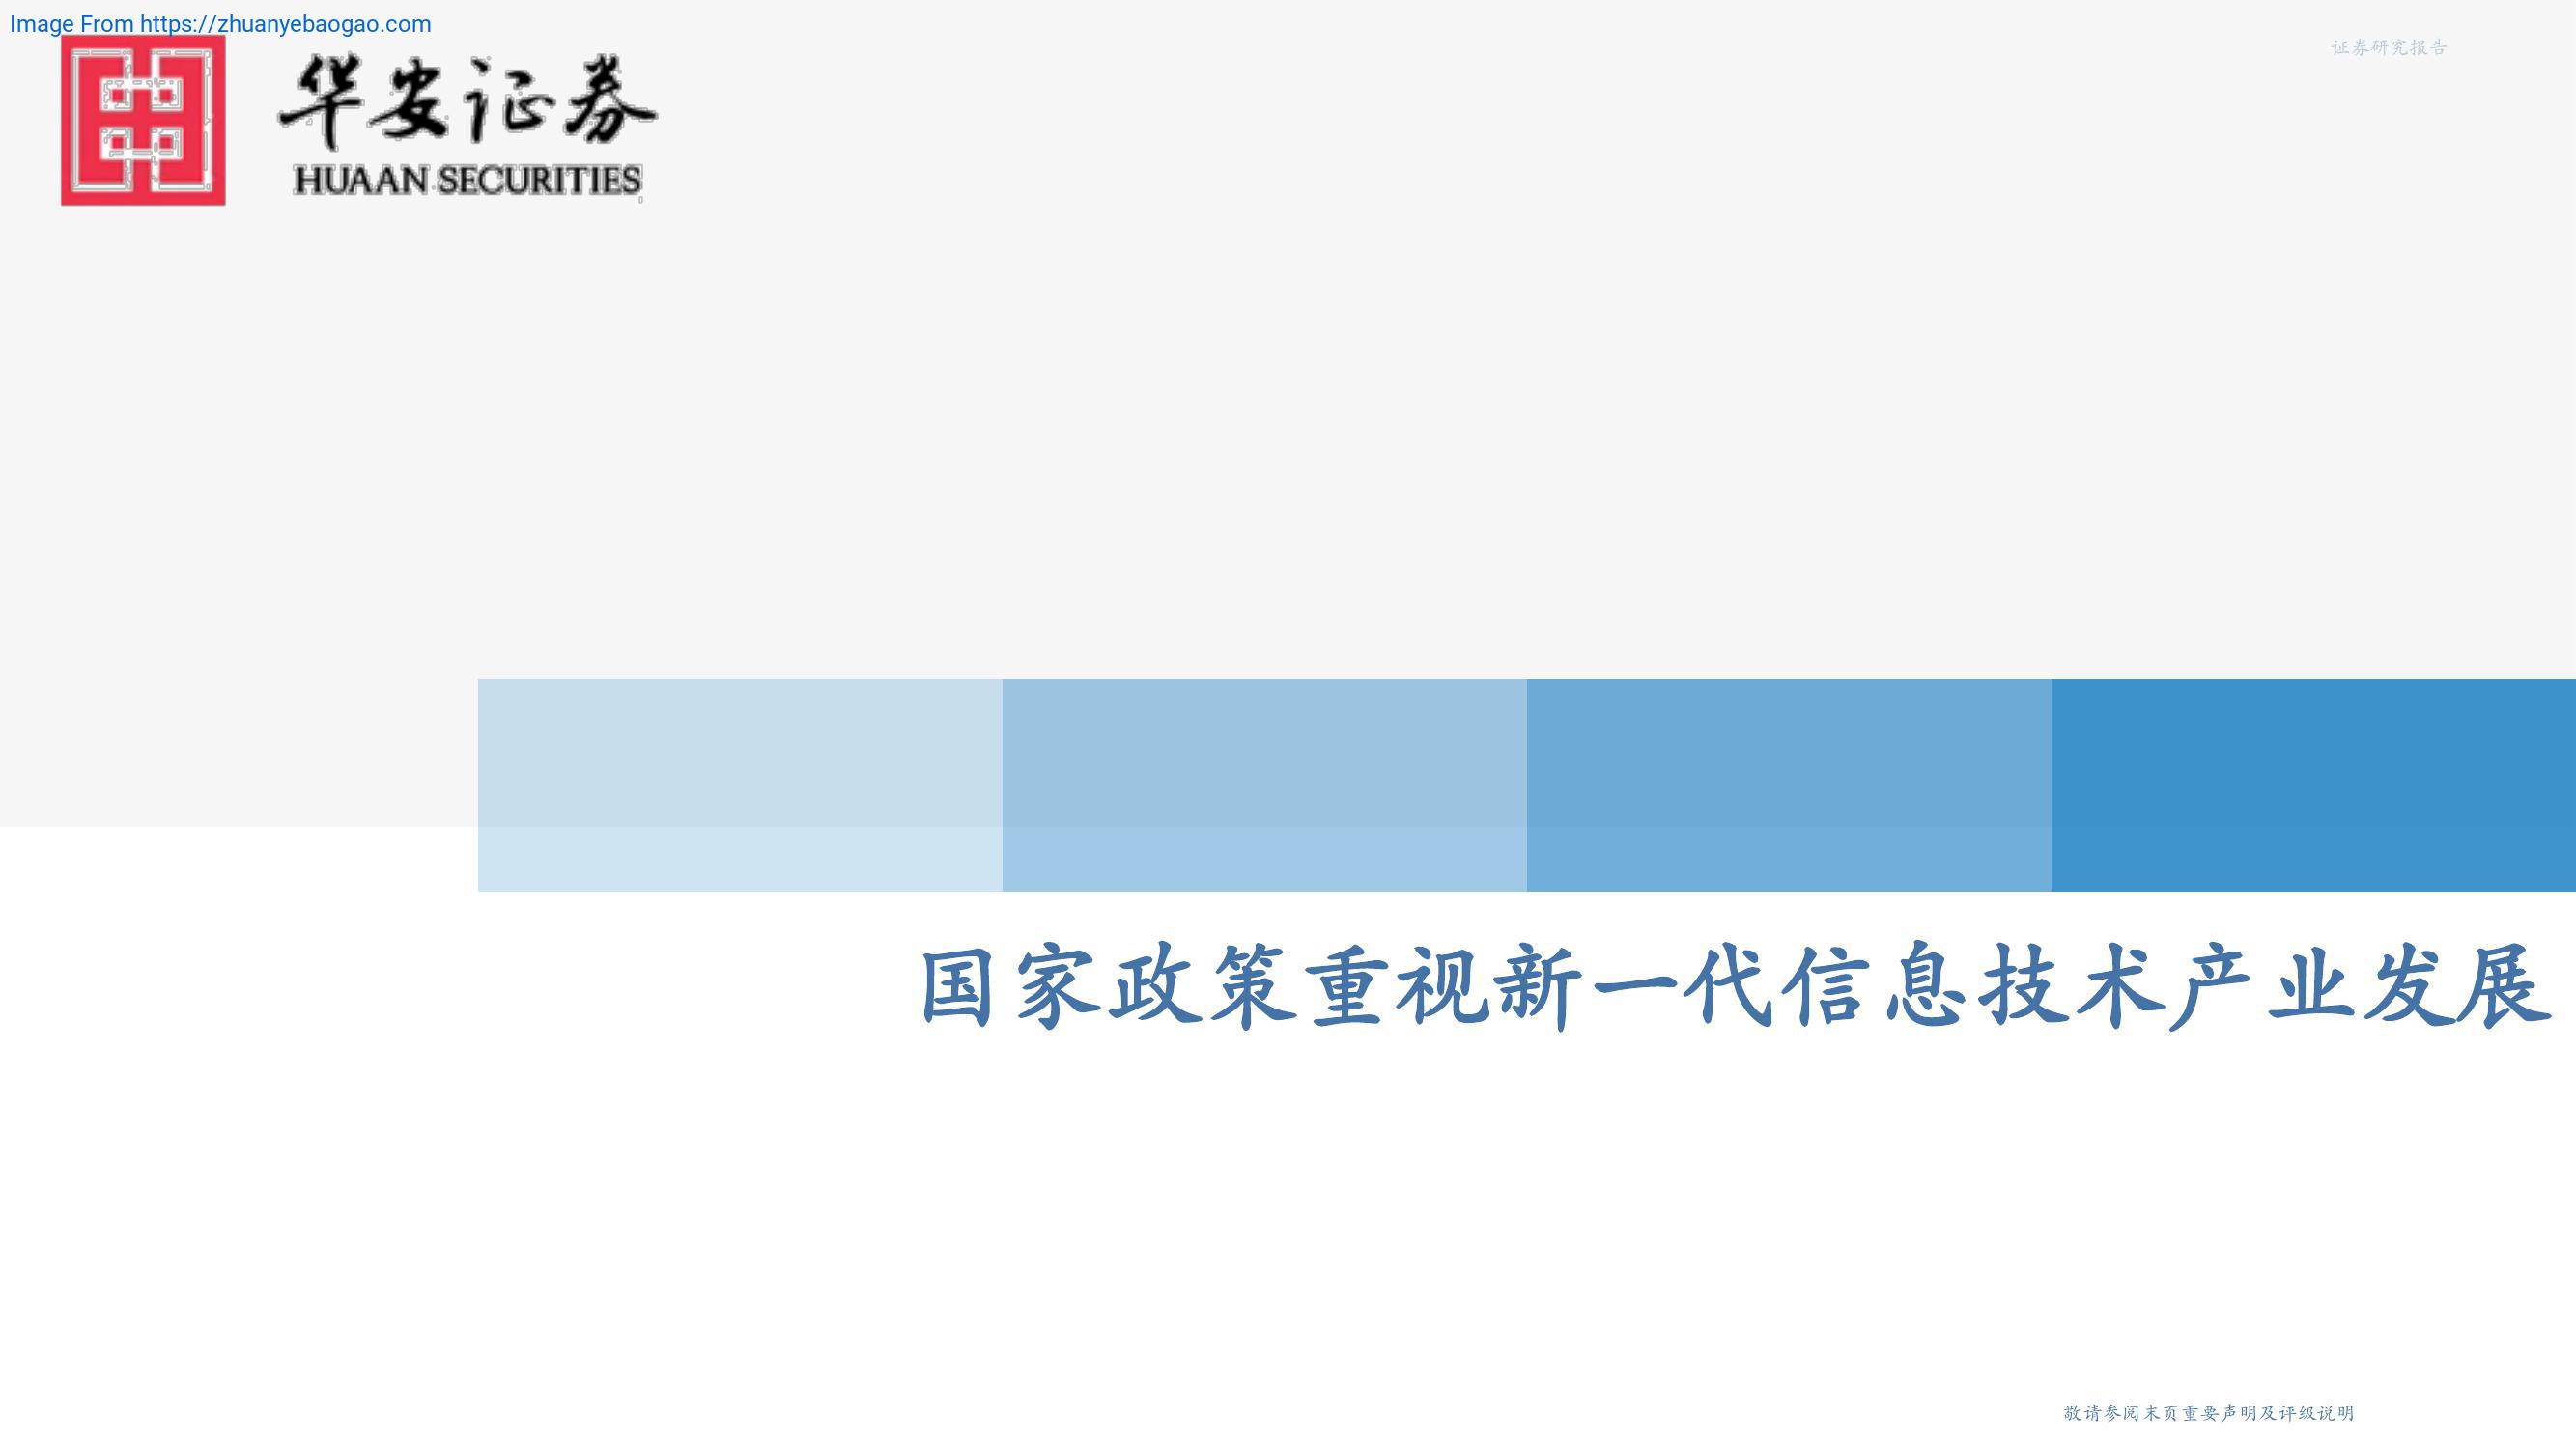 Image From https://zhuanyebaogao.com
证券研究报告
华安证券
HUAAN SECURITIES
国家政策重视新一代信息技术产业发展
敬请参阅末页重要声明及评级说明